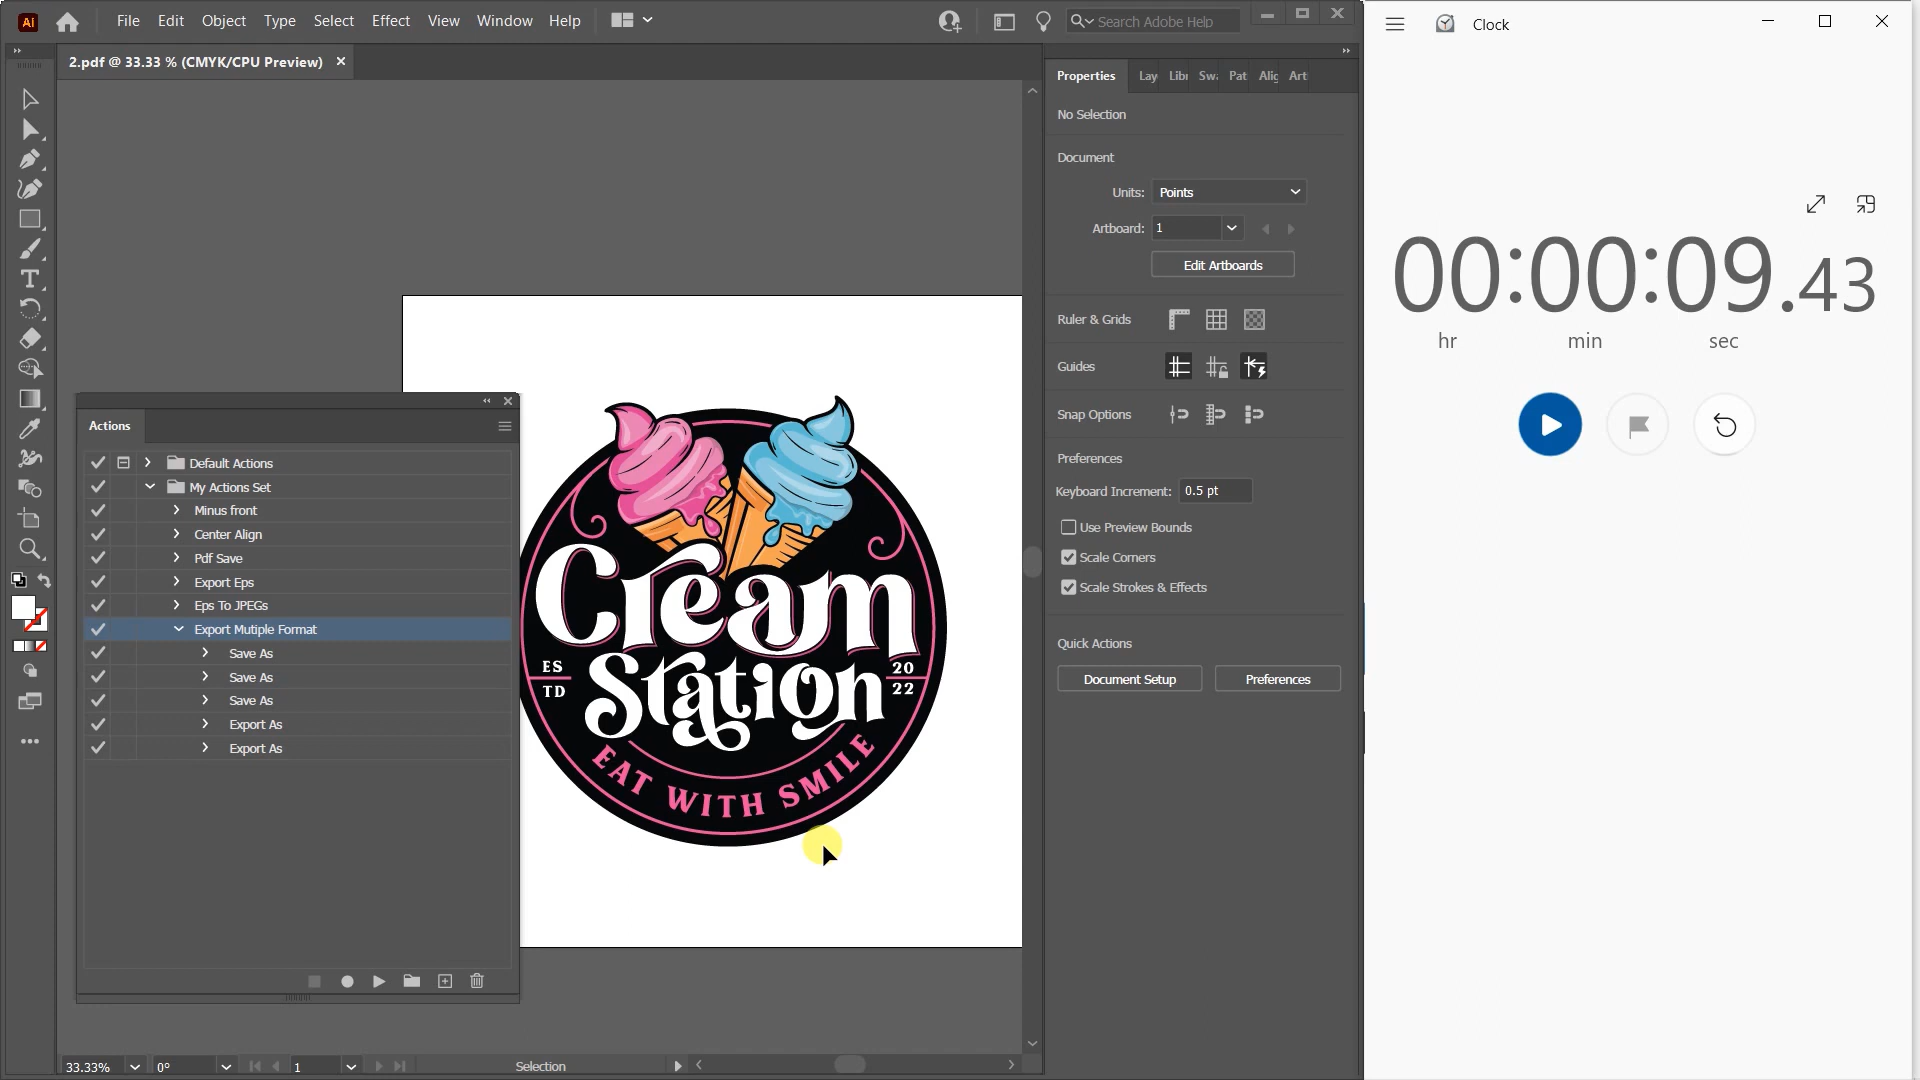 Ai File Edit Object Type Select Effect View Window Help Search Adobe Help
2.pdf @ 33.33 % (CMYK/CPU Preview)
Actions
Default Actions
My Actions Set
Minus front
Center Align
Pdf Save
Export Eps
Eps To JPEGs
Export Mutiple Format
Save As
Save As
Save As
Export As
Export As
Cream
Station
ES
TD
20
22
EAT WITH SMILE
33.33% 0° 1 Selection
Properties Lay Libr Swa Pat Alig Art
No Selection
Document
Units: Points
Artboard: 1
Edit Artboards
Ruler & Grids
Guides
Snap Options
Preferences
Keyboard Increment: 0.5 pt
Use Preview Bounds
Scale Corners
Scale Strokes & Effects
Quick Actions
Document Setup Preferences
Clock
00:00:09.43
hr min sec